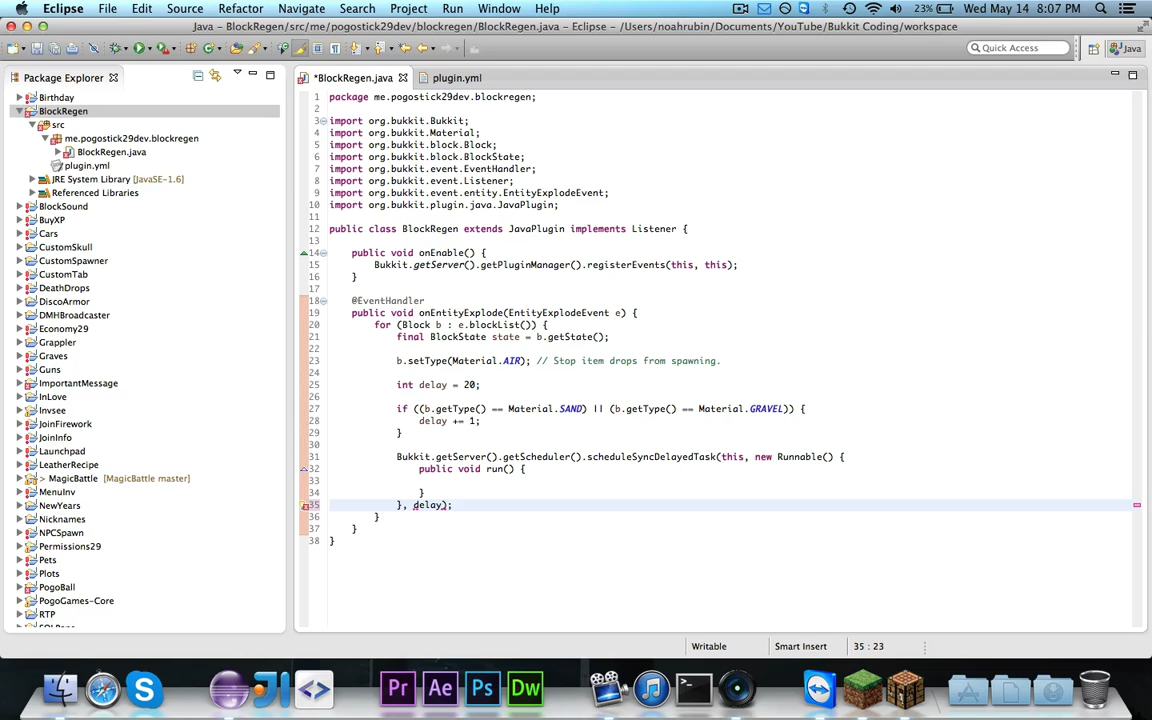 Eclipse File Edit Source Refactor Navigate Search Project Run Window Help 23% Wed May 14 8:07 PM
Java - BlockRegen/src/me/pogostick29dev/blockregen/BlockRegen.java - Eclipse - /Users/noahrubin/Documents/YouTube/Bukkit Coding/workspace
Quick Access Java
Package Explorer
*BlockRegen.java plugin.yml
Birthday
BlockRegen
src
me.pogostick29dev.blockregen
BlockRegen.java
plugin.yml
JRE System Library [JavaSE-1.6]
Referenced Libraries
BlockSound
BuyXP
Cars
CustomSkull
CustomSpawner
CustomTab
DeathDrops
DiscoArmor
DMHBroadcaster
Economy29
Grappler
Graves
Guns
ImportantMessage
InLove
Invsee
JoinFirework
JoinInfo
Launchpad
LeatherRecipe
> MagicBattle [MagicBattle master]
MenuInv
NewYears
Nicknames
NPCSpawn
Permissions29
Pets
Plots
PogoBall
PogoGames-Core
RTP
1 package me.pogostick29dev.blockregen;
2
3 import org.bukkit.Bukkit;
4 import org.bukkit.Material;
5 import org.bukkit.block.Block;
6 import org.bukkit.block.BlockState;
7 import org.bukkit.event.EventHandler;
8 import org.bukkit.event.Listener;
9 import org.bukkit.event.entity.EntityExplodeEvent;
10 import org.bukkit.plugin.java.JavaPlugin;
11
12 public class BlockRegen extends JavaPlugin implements Listener {
13
14 public void onEnable() {
15 Bukkit.getServer().getPluginManager().registerEvents(this, this);
16 }
17
18 @EventHandler
19 public void onEntityExplode(EntityExplodeEvent e) {
20 for (Block b : e.blockList()) {
21 final BlockState state = b.getState();
22
23 b.setType(Material.AIR); // Stop item drops from spawning.
24
25 int delay = 20;
26
27 if ((b.getType() == Material.SAND) || (b.getType() == Material.GRAVEL)) {
28 delay += 1;
29 }
30
31 Bukkit.getServer().getScheduler().scheduleSyncDelayedTask(this, new Runnable() {
32 public void run() {
33
34 }
35 }, delay);
36 }
37 }
38 }
Writable Smart Insert 35 : 23
Pr Ae Ps Dw